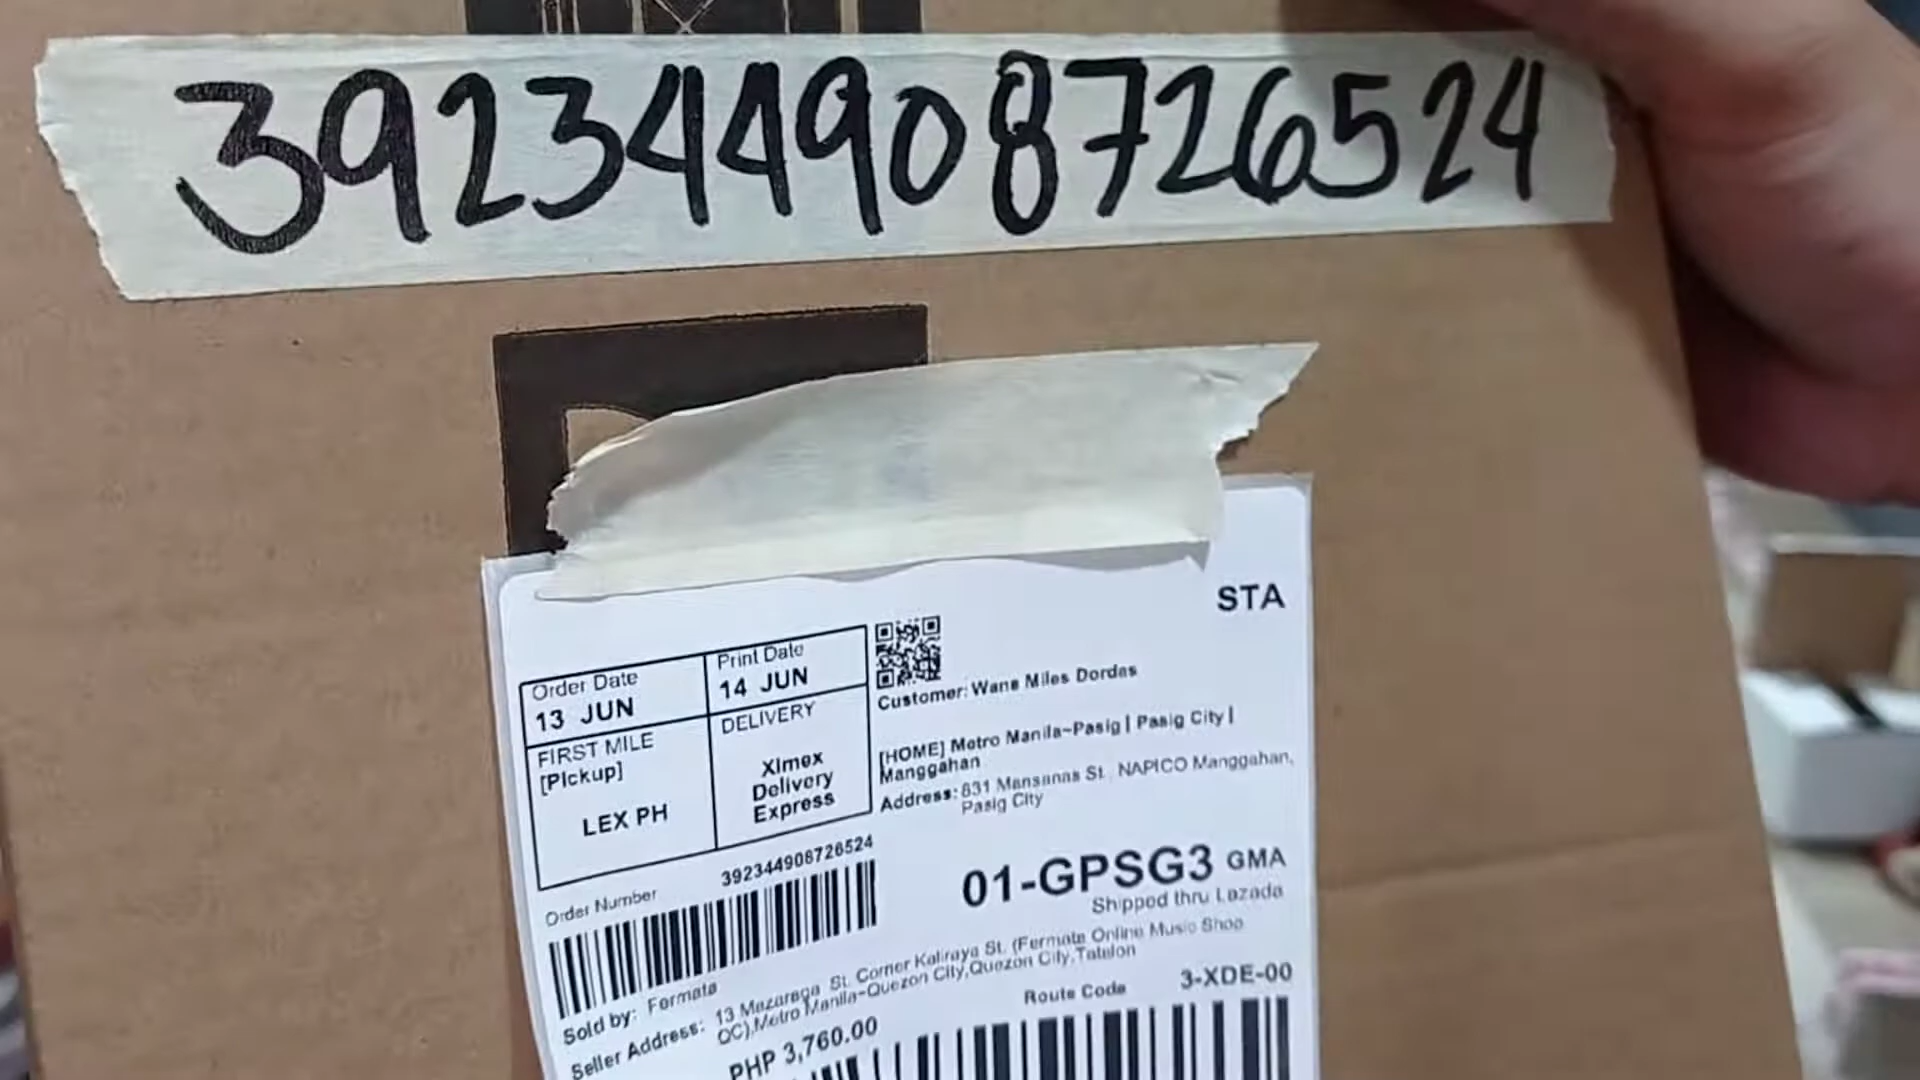 392344908726524
STA
Order Date
13 JUN
Print Date
14 JUN
FIRST MILE
[Pickup]
LEX PH
DELIVERY
Ximex
Delivery
Express
Customer: Wane Miles Dordas
[HOME] Metro Manila~Pasig | Pasig City |
Manggahan
Address: 831 Mansanas St., NAPICO Manggahan,
Pasig City
392344908726524
Order Number
01-GPSG3 GMA
Shipped thru Lazada
Sold by: Fermata
Seller Address: 13 Mazaraga St. Corner Kaliraya St. (Fermata Online Music Shop
QC),Metro Manila~Quezon City,Quezon City,Tatalon
Route Code 3-XDE-00
PHP 3,760.00